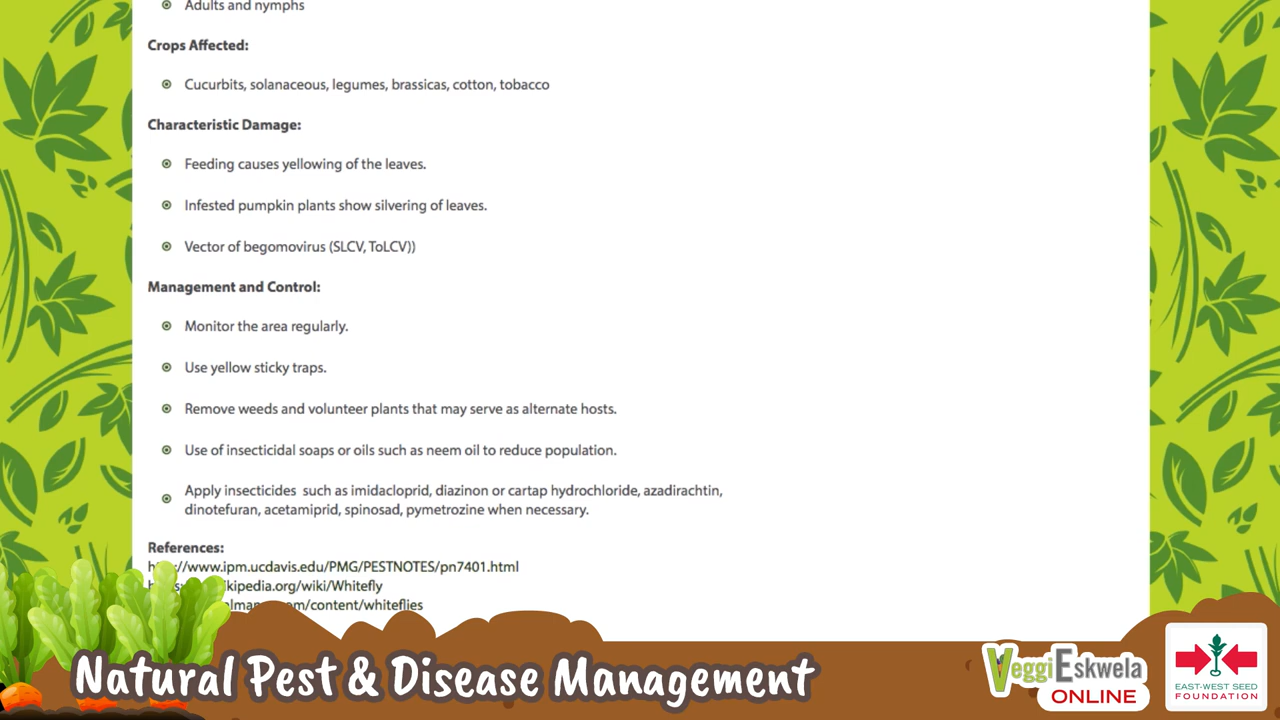 Adults and nymphs
Crops Affected:
Cucurbits, solanaceous, legumes, brassicas, cotton, tobacco
Characteristic Damage:
Feeding causes yellowing of the leaves.
Infested pumpkin plants show silvering of leaves.
Vector of begomovirus (SLCV, ToLCV))
Management and Control:
Monitor the area regularly.
Use yellow sticky traps.
Remove weeds and volunteer plants that may serve as alternate hosts.
Use of insecticidal soaps or oils such as neem oil to reduce population.
Apply insecticides such as imidacloprid, diazinon or cartap hydrochloride, azadirachtin,
dinotefuran, acetamiprid, spinosad, pymetrozine when necessary.
References:
//www.ipm.ucdavis.edu/PMG/PESTNOTES/pn7401.html
kipedia.org/wiki/Whitefly
/content/whiteflies
Natural Pest & Disease Management
VeggiEskwela
ONLINE
EAST-WEST SEED
FOUNDATION